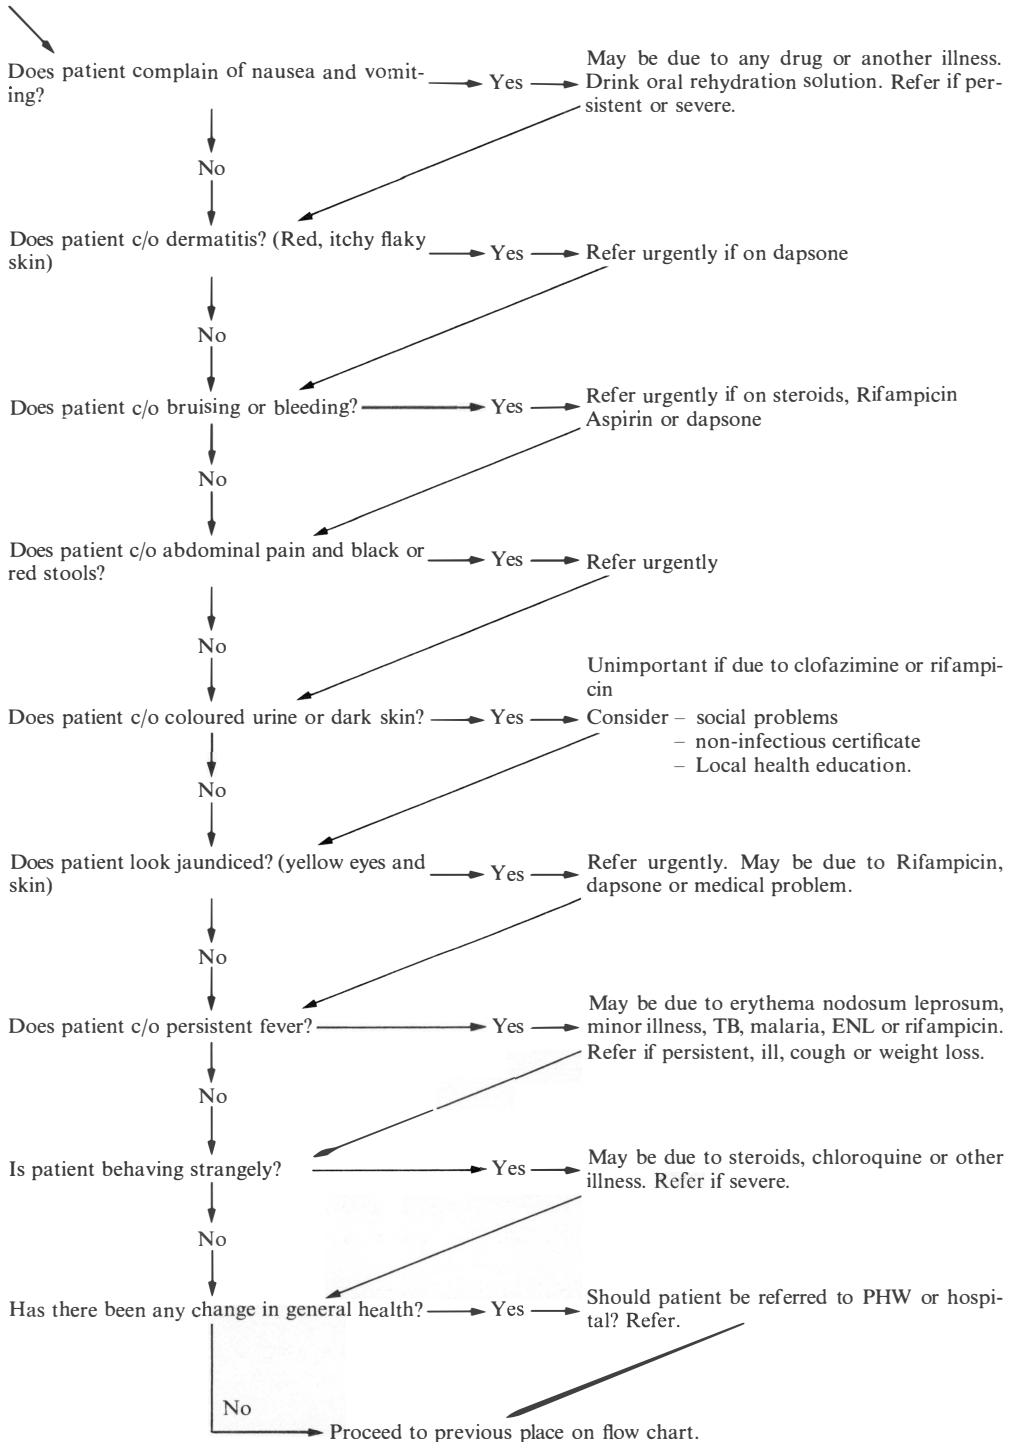 Does patient complain of nausea and vomit-
ing?
Yes
May be due to any drug or another illness.
Drink oral rehydration solution. Refer if per-
sistent or severe.
No
Does patient c/o dermatitis? (Red, itchy flaky
skin)
Yes
Refer urgently if on dapsone
No
Does patient c/o bruising or bleeding?
Yes
Refer urgently if on steroids, Rifampicin
Aspirin or dapsone
No
Does patient c/o abdominal pain and black or
red stools?
Yes
Refer urgently
No
Does patient c/o coloured urine or dark skin?
Yes
Unimportant if due to clofazimine or rifampi-
cin
Consider – social problems
– non-infectious certificate
– Local health education.
No
Does patient look jaundiced? (yellow eyes and
skin)
Yes
Refer urgently. May be due to Rifampicin,
dapsone or medical problem.
No
Does patient c/o persistent fever?
Yes
May be due to erythema nodosum leprosum,
minor illness, TB, malaria, ENL or rifampicin.
Refer if persistent, ill, cough or weight loss.
No
Is patient behaving strangely?
Yes
May be due to steroids, chloroquine or other
illness. Refer if severe.
No
Has there been any change in general health?
Yes
Should patient be referred to PHW or hospi-
tal? Refer.
No
Proceed to previous place on flow chart.